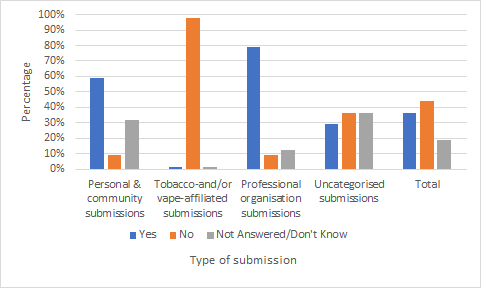 100%
90%
80%
70%
60%
50%
40%
30%
20%
10%
0%
Percentage
Personal &
community
submissions
Tobacco-and/or
vape-affiliated
submissions
Professional
organisation
submissions
Uncategorised
submissions
Total
Yes No Not Answered/Don't Know
Type of submission